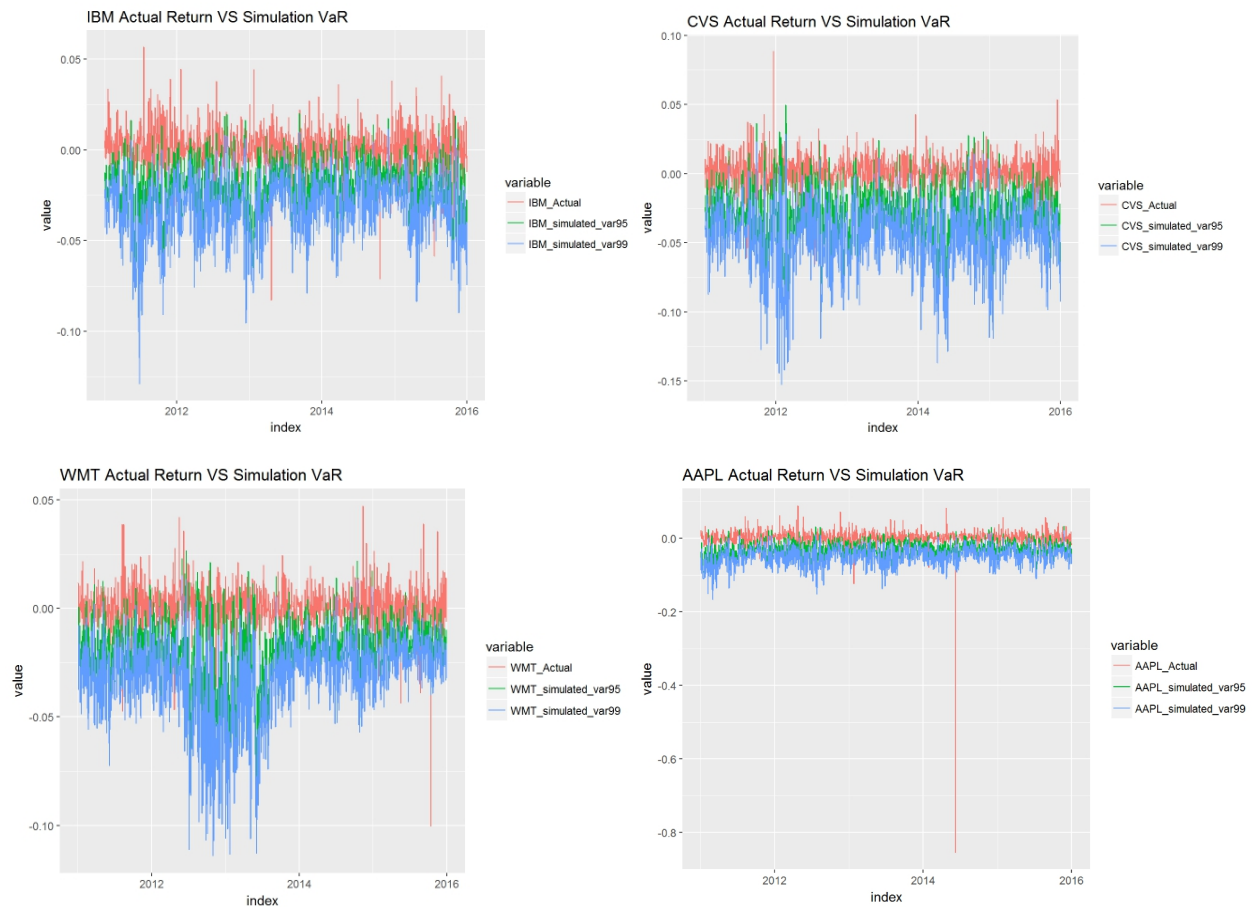 IBM Actual Return VS Simulation VaR
0.05
0.00
-0.05
-0.10
value
2012
2014
2016
index
variable
IBM_Actual
IBM_simulated_var95
IBM_simulated_var99
CVS Actual Return VS Simulation VaR
0.10
0.05
0.00
-0.05
-0.10
-0.15
value
2012
2014
2016
index
variable
CVS_Actual
CVS_simulated_var95
CVS_simulated_var99
WMT Actual Return VS Simulation VaR
0.05
0.00
-0.05
-0.10
value
2012
2014
2016
index
variable
WMT_Actual
WMT_simulated_var95
WMT_simulated_var99
AAPL Actual Return VS Simulation VaR
0.0
-0.2
-0.4
-0.6
-0.8
value
2012
2014
2016
index
variable
AAPL_Actual
AAPL_simulated_var95
AAPL_simulated_var99